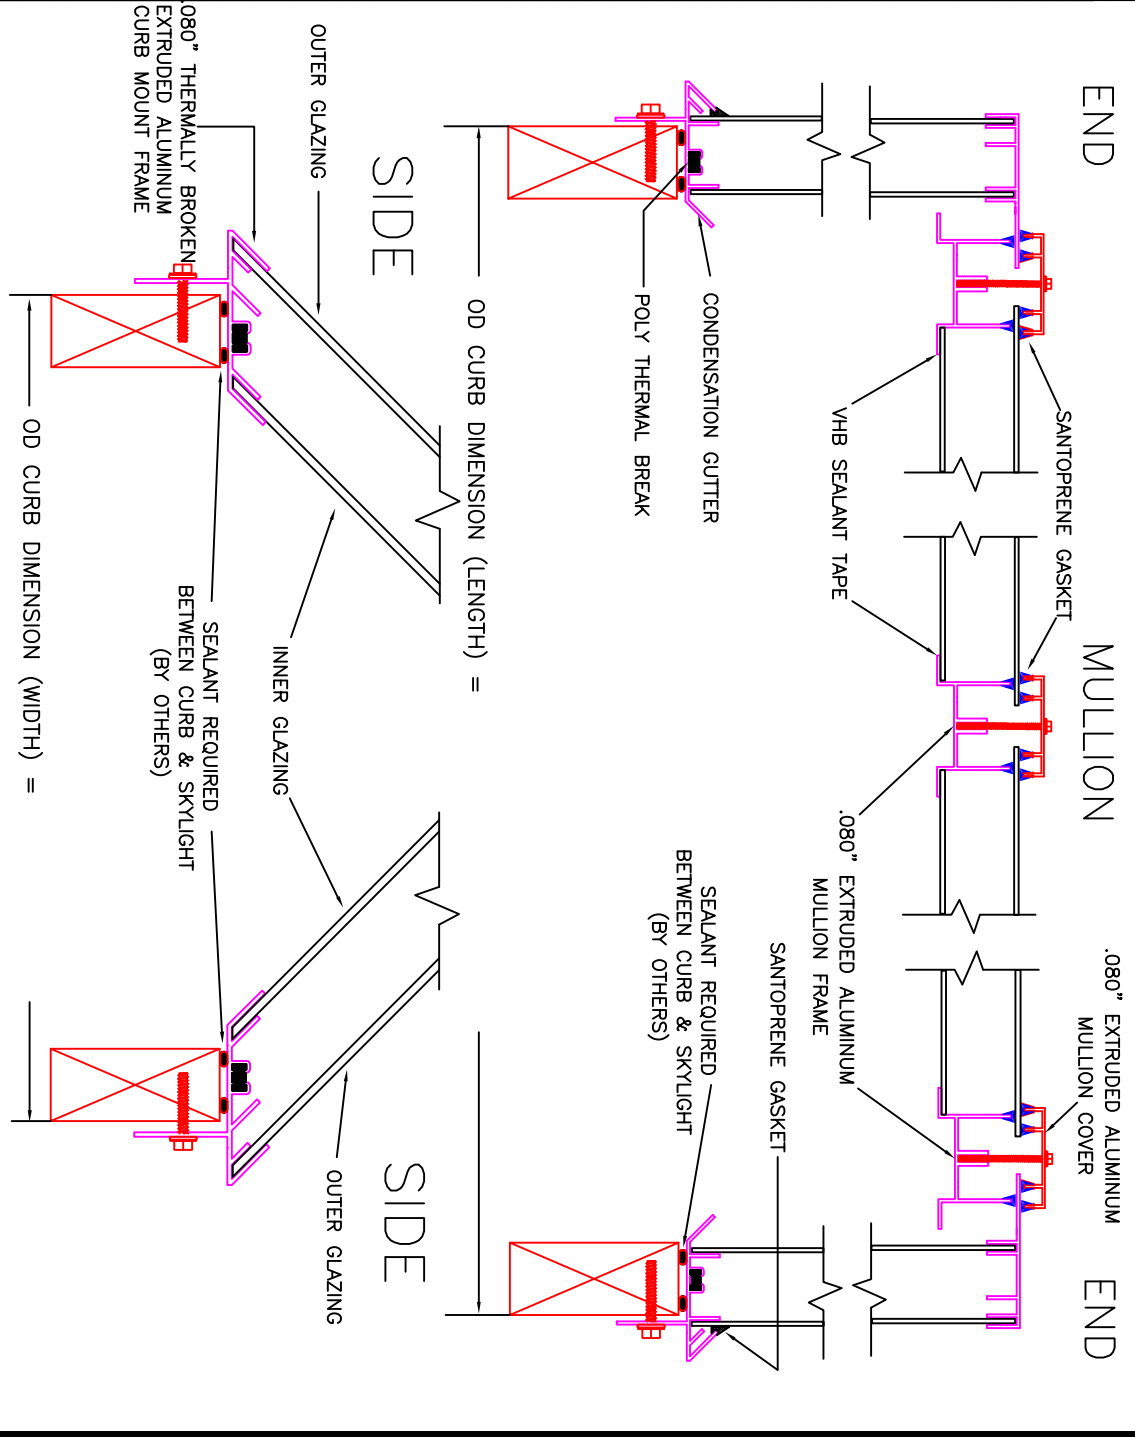 END
MULLION
END
.080" EXTRUDED ALUMINUM
MULLION COVER
SANTOPRENE GASKET
VHB SEALANT TAPE
.080" EXTRUDED ALUMINUM
MULLION FRAME
SANTOPRENE GASKET
CONDENSATION GUTTER
POLY THERMAL BREAK
SEALANT REQUIRED
BETWEEN CURB & SKYLIGHT
(BY OTHERS)
OD CURB DIMENSION (LENGTH) =
SIDE
SIDE
OUTER GLAZING
.080" THERMALLY BROKEN
EXTRUDED ALUMINUM
CURB MOUNT FRAME
INNER GLAZING
OUTER GLAZING
SEALANT REQUIRED
BETWEEN CURB & SKYLIGHT
(BY OTHERS)
OD CURB DIMENSION (WIDTH) =